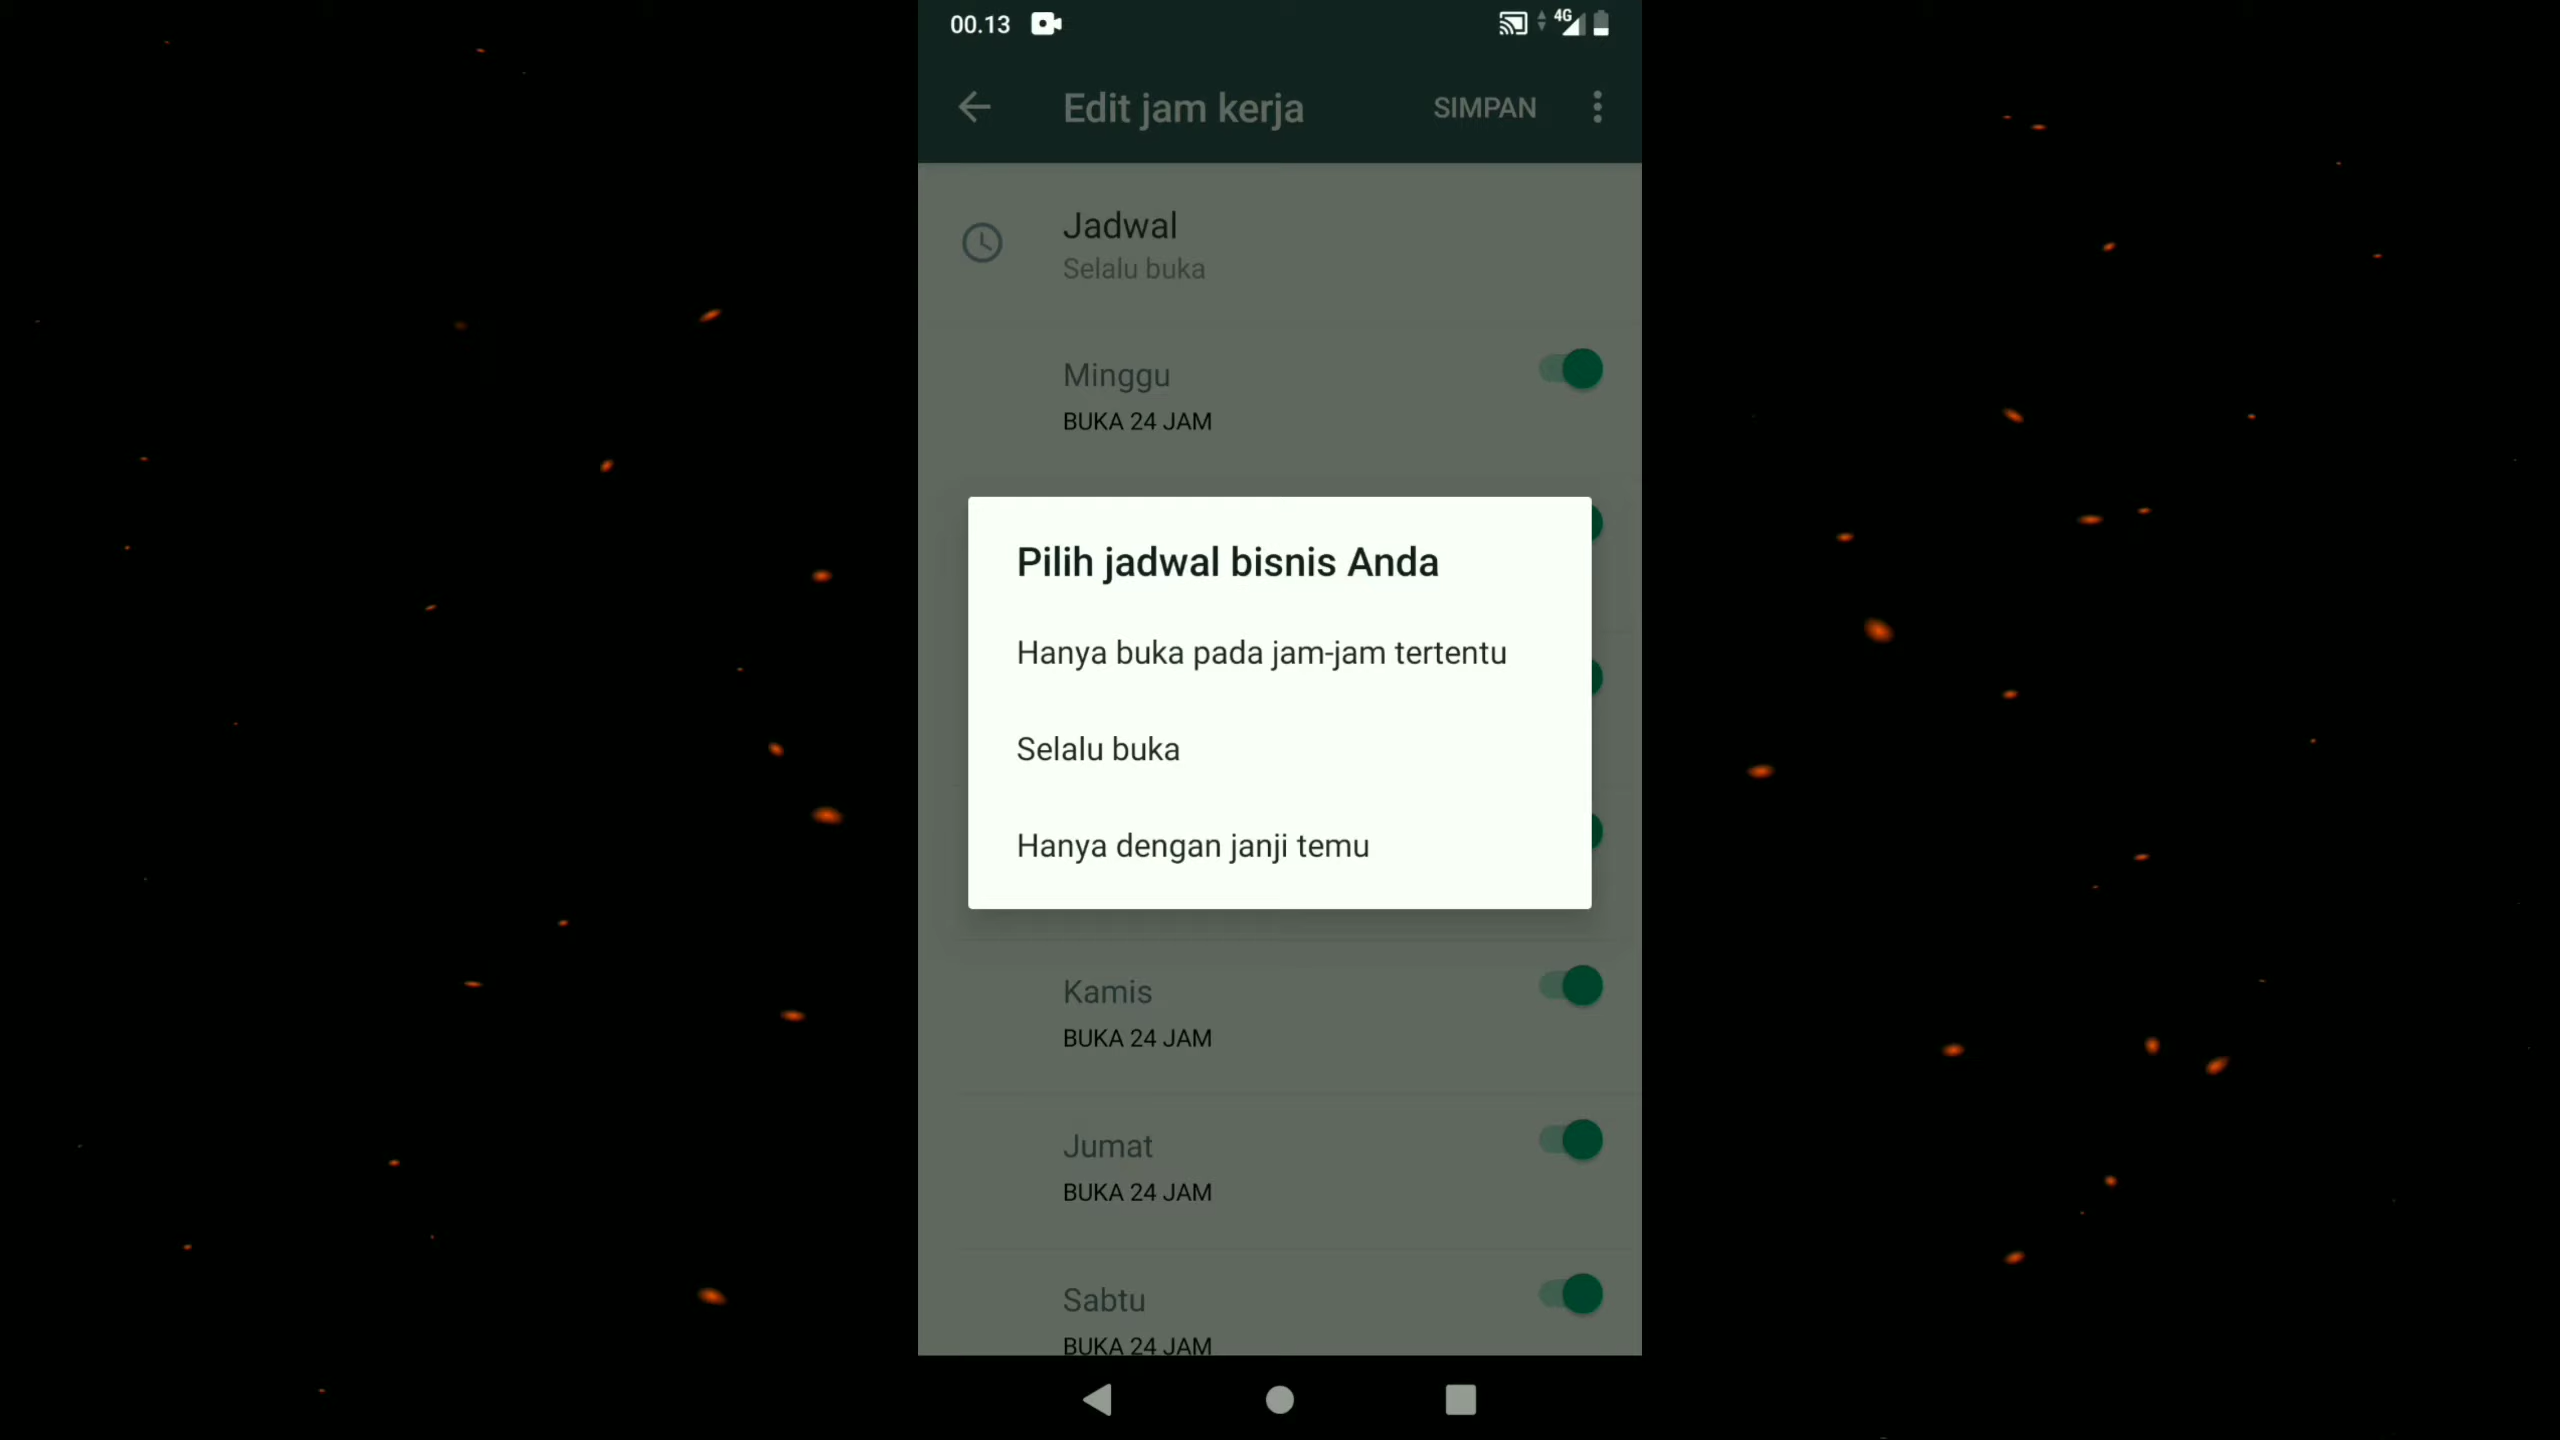 00.13
4G
Edit jam kerja
SIMPAN
Jadwal
Selalu buka
Minggu
BUKA 24 JAM
Pilih jadwal bisnis Anda
Hanya buka pada jam-jam tertentu
Selalu buka
Hanya dengan janji temu
Kamis
BUKA 24 JAM
Jumat
BUKA 24 JAM
Sabtu
BUKA 24 JAM